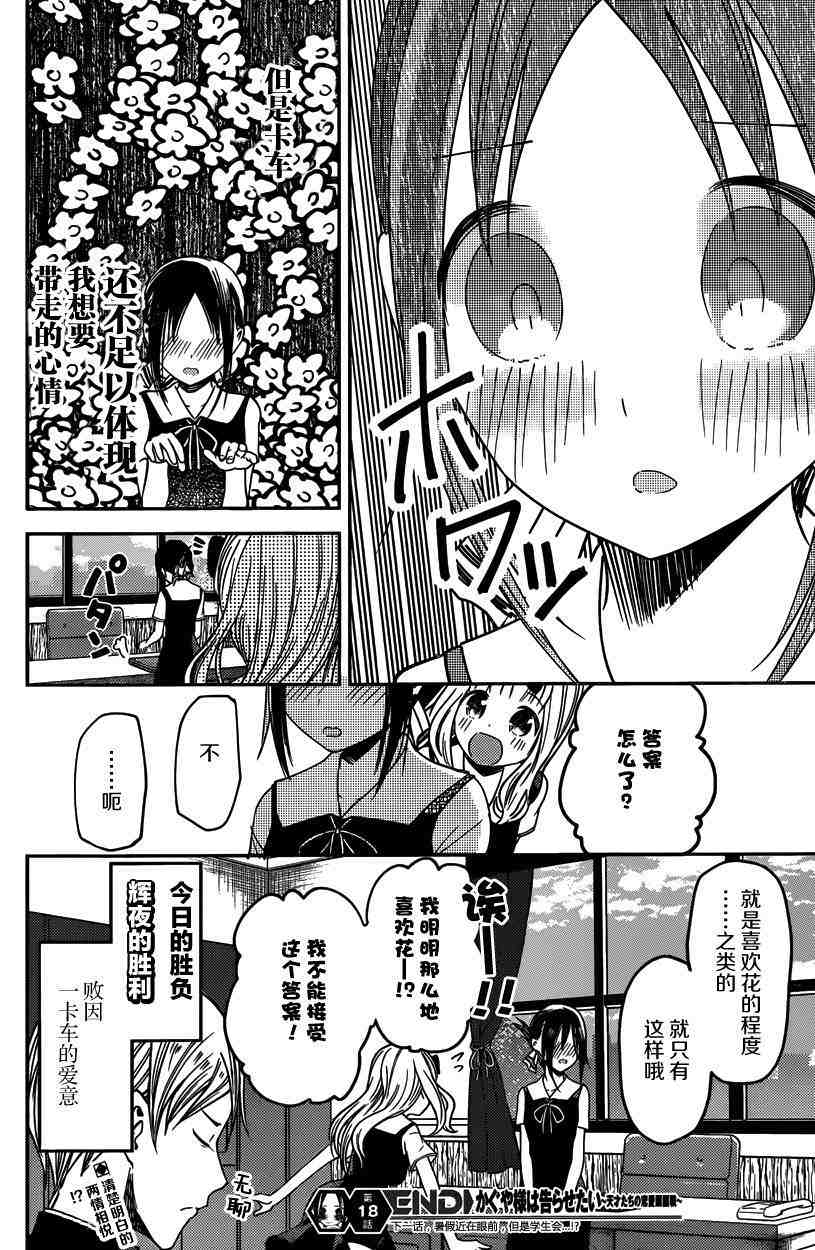 ホワッ
但是卡车
还不足以体现
我想要
带走的心情
パタン
答案
怎么了？
不
……呃
就是喜欢花的程度
……之类的
就只有
这样哦
诶——！！
我明明那么地
喜欢花—！？
我不能接受
这个答案！
今日的胜负
辉夜的胜利
败因
一卡车的爱意
无聊
清楚明白的
两情相悦
！？
第18話
END
かぐや様は告らせたい
~天才たちの恋愛頭脳戦~
下一话，暑假近在眼前，但是学生会…！？